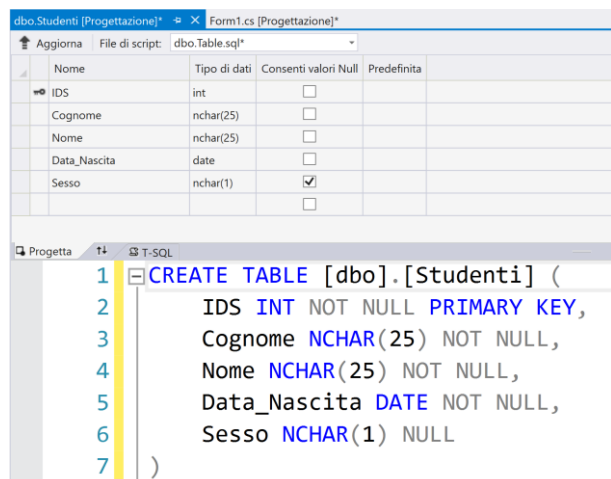 dbo.Studenti [Progettazione]* Form1.cs [Progettazione]*
Aggiorna File di script: dbo.Table.sql*
Nome Tipo di dati Consenti valori Null Predefinita
IDS int
Cognome nchar(25)
Nome nchar(25)
Data_Nascita date
Sesso nchar(1)
Progetta T-SQL
1 CREATE TABLE [dbo].[Studenti] (
2 IDS INT NOT NULL PRIMARY KEY,
3 Cognome NCHAR(25) NOT NULL,
4 Nome NCHAR(25) NOT NULL,
5 Data_Nascita DATE NOT NULL,
6 Sesso NCHAR(1) NULL
7 )